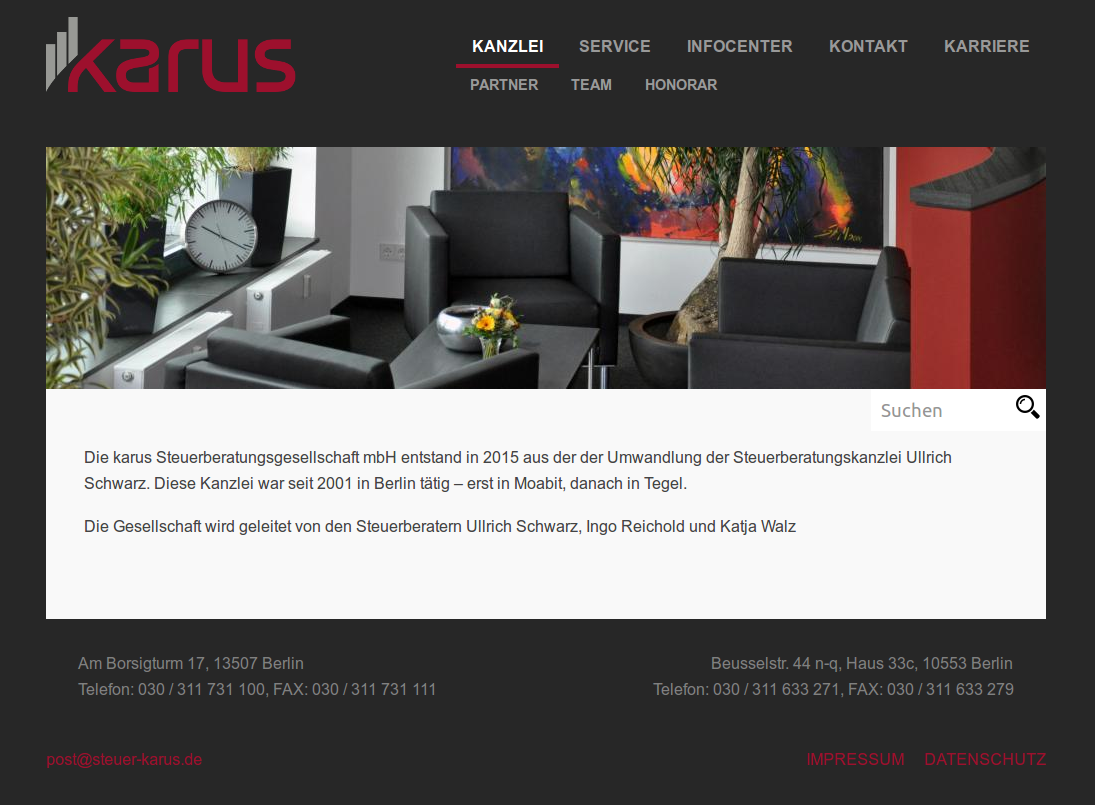 karus
KANZLEI SERVICE INFOCENTER KONTAKT KARRIERE
PARTNER TEAM HONORAR
Suchen
Die karus Steuerberatungsgesellschaft mbH entstand in 2015 aus der der Umwandlung der Steuerberatungskanzlei Ullrich
Schwarz. Diese Kanzlei war seit 2001 in Berlin tätig – erst in Moabit, danach in Tegel.
Die Gesellschaft wird geleitet von den Steuerberatern Ullrich Schwarz, Ingo Reichold und Katja Walz
Am Borsigturm 17, 13507 Berlin
Telefon: 030 / 311 731 100, FAX: 030 / 311 731 111
Beusselstr. 44 n-q, Haus 33c, 10553 Berlin
Telefon: 030 / 311 633 271, FAX: 030 / 311 633 279
post@steuer-karus.de
IMPRESSUM DATENSCHUTZ